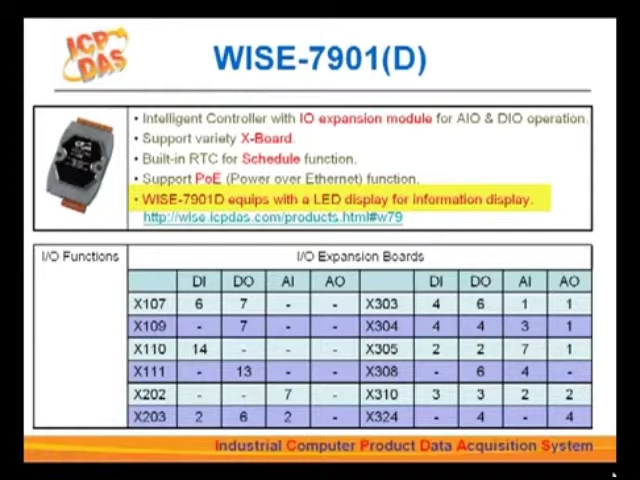 ICP
DAS
WISE-7901(D)
• Intelligent Controller with IO expansion module for AIO & DIO operation.
• Support variety X-Board.
• Built-in RTC for Schedule function.
• Support PoE (Power over Ethernet) function.
• WISE-7901D equips with a LED display for information display.
http://wise.icpdas.com/products.html#w79
I/O Functions I/O Expansion Boards
DI DO AI AO DI DO AI AO
X107 6 7 - - X303 4 6 1 1
X109 - 7 - - X304 4 4 3 1
X110 14 - - - X305 2 2 7 1
X111 - 13 - - X308 - 6 4 -
X202 - - 7 - X310 3 3 2 2
X203 2 6 2 - X324 - 4 - 4
Industrial Computer Product Data Acquisition System